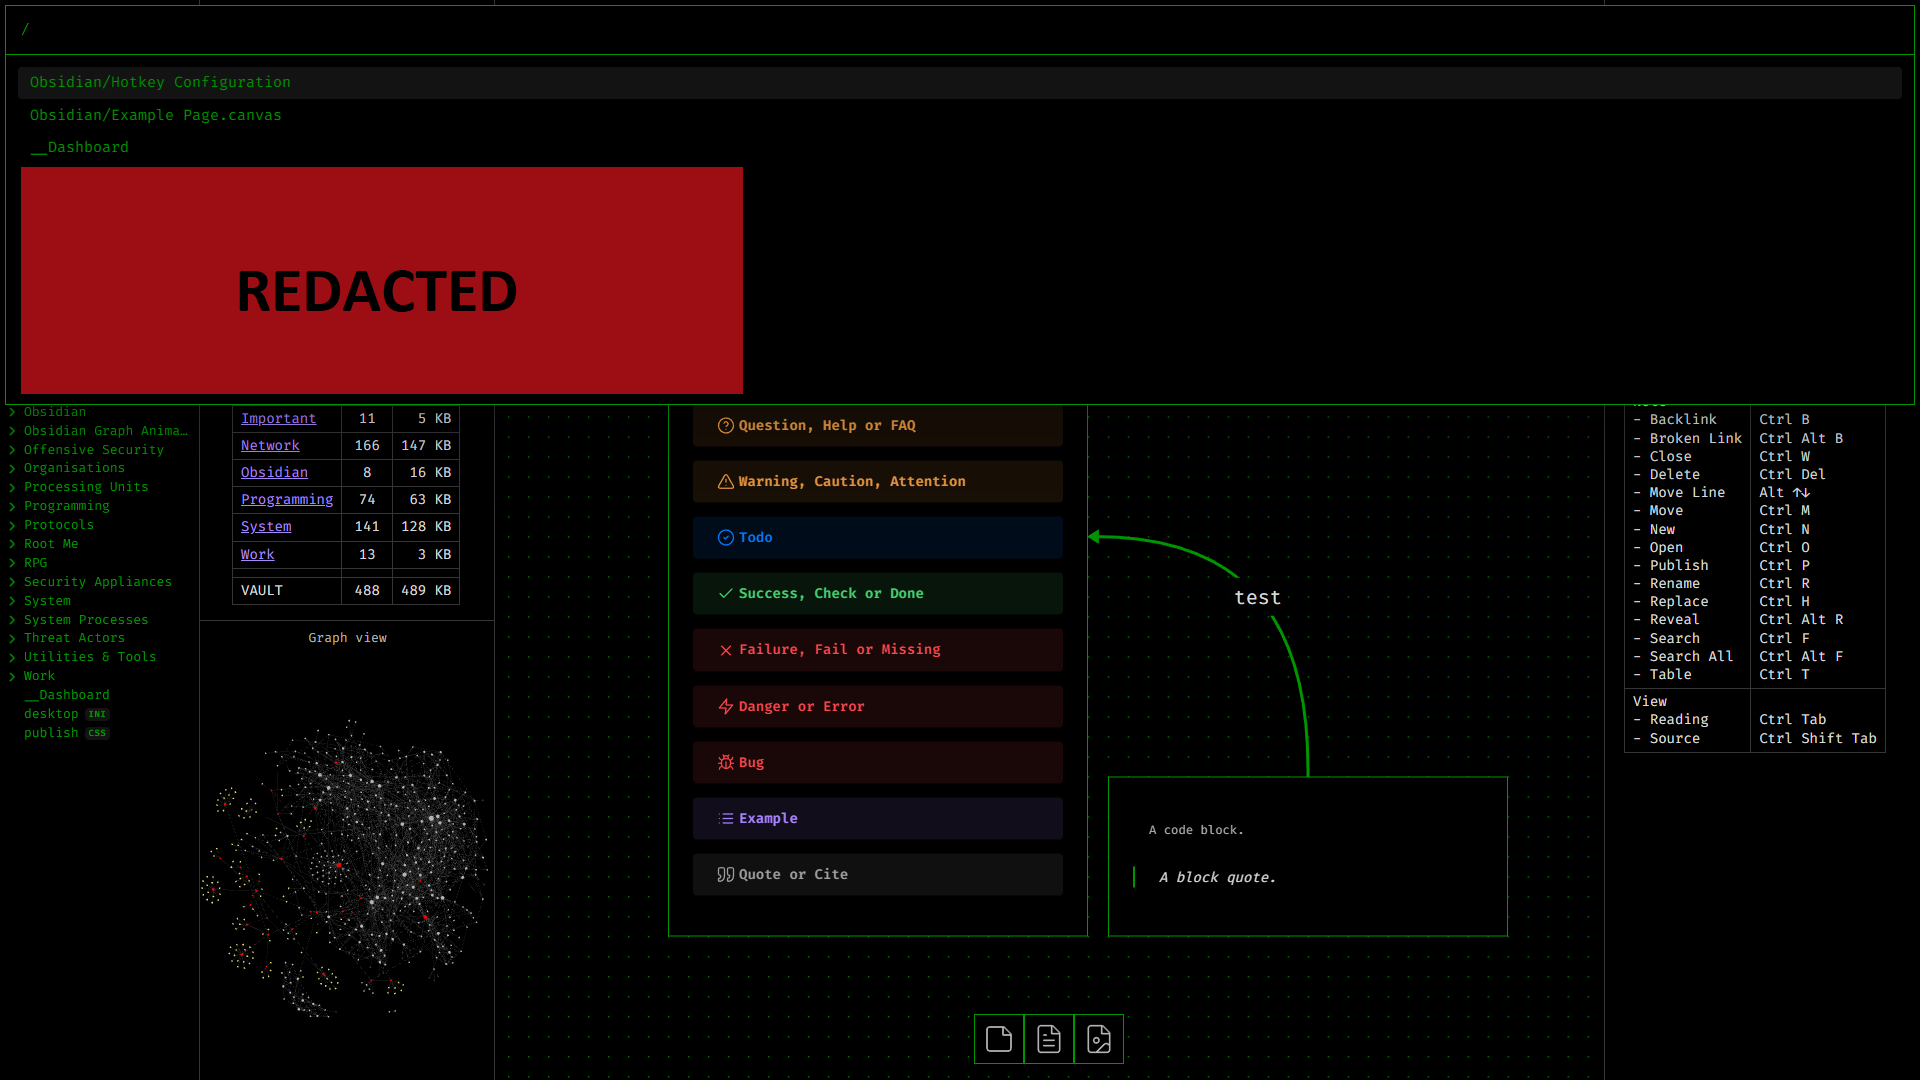 /
Obsidian/Hotkey Configuration
Obsidian/Example Page.canvas
__Dashboard
REDACTED
Obsidian
Obsidian Graph Anima…
Offensive Security
Organisations
Processing Units
Programming
Protocols
Root Me
RPG
Security Appliances
System
System Processes
Threat Actors
Utilities & Tools
Work
__Dashboard
desktop INI
publish CSS
Important 11 5 KB
Network 166 147 KB
Obsidian 8 16 KB
Programming 74 63 KB
System 141 128 KB
Work 13 3 KB
VAULT 488 489 KB
Graph view
Question, Help or FAQ
Warning, Caution, Attention
Todo
Success, Check or Done
Failure, Fail or Missing
Danger or Error
Bug
Example
Quote or Cite
test
A code block.
A block quote.
- Backlink Ctrl B
- Broken Link Ctrl Alt B
- Close Ctrl W
- Delete Ctrl Del
- Move Line Alt ↑↓
- Move Ctrl M
- New Ctrl N
- Open Ctrl O
- Publish Ctrl P
- Rename Ctrl R
- Replace Ctrl H
- Reveal Ctrl Alt R
- Search Ctrl F
- Search All Ctrl Alt F
- Table Ctrl T
View
- Reading Ctrl Tab
- Source Ctrl Shift Tab